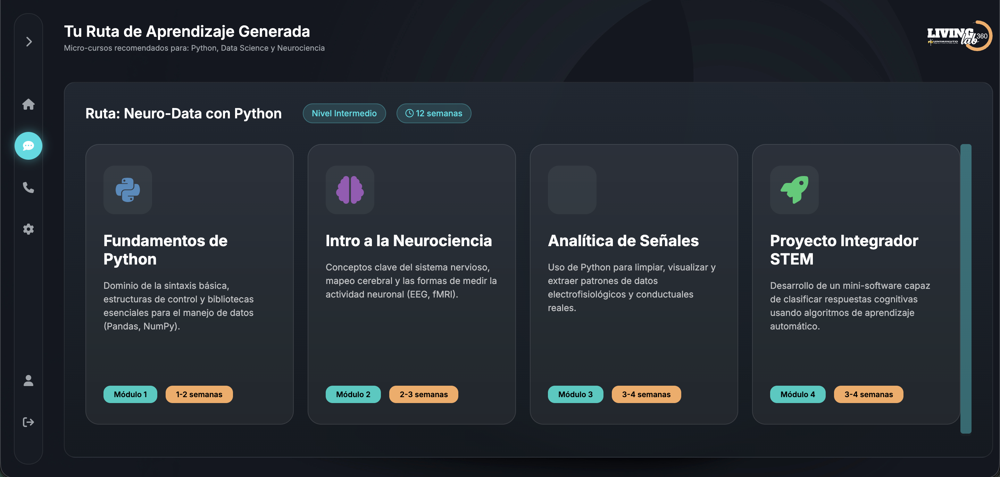 Tu Ruta de Aprendizaje Generada
Micro-cursos recomendados para: Python, Data Science y Neurociencia
LIVING
lab
360
UNIMINUTO
Ruta: Neuro-Data con Python
Nivel Intermedio
12 semanas
Fundamentos de
Python
Dominio de la sintaxis básica,
estructuras de control y bibliotecas
esenciales para el manejo de datos
(Pandas, NumPy).
Módulo 1
1-2 semanas
Intro a la Neurociencia
Conceptos clave del sistema nervioso,
mapeo cerebral y las formas de medir la
actividad neuronal (EEG, fMRI).
Módulo 2
2-3 semanas
Analítica de Señales
Uso de Python para limpiar, visualizar y
extraer patrones de datos
electrofisiológicos y conductuales
reales.
Módulo 3
3-4 semanas
Proyecto Integrador
STEM
Desarrollo de un mini-software capaz
de clasificar respuestas cognitivas
usando algoritmos de aprendizaje
automático.
Módulo 4
3-4 semanas